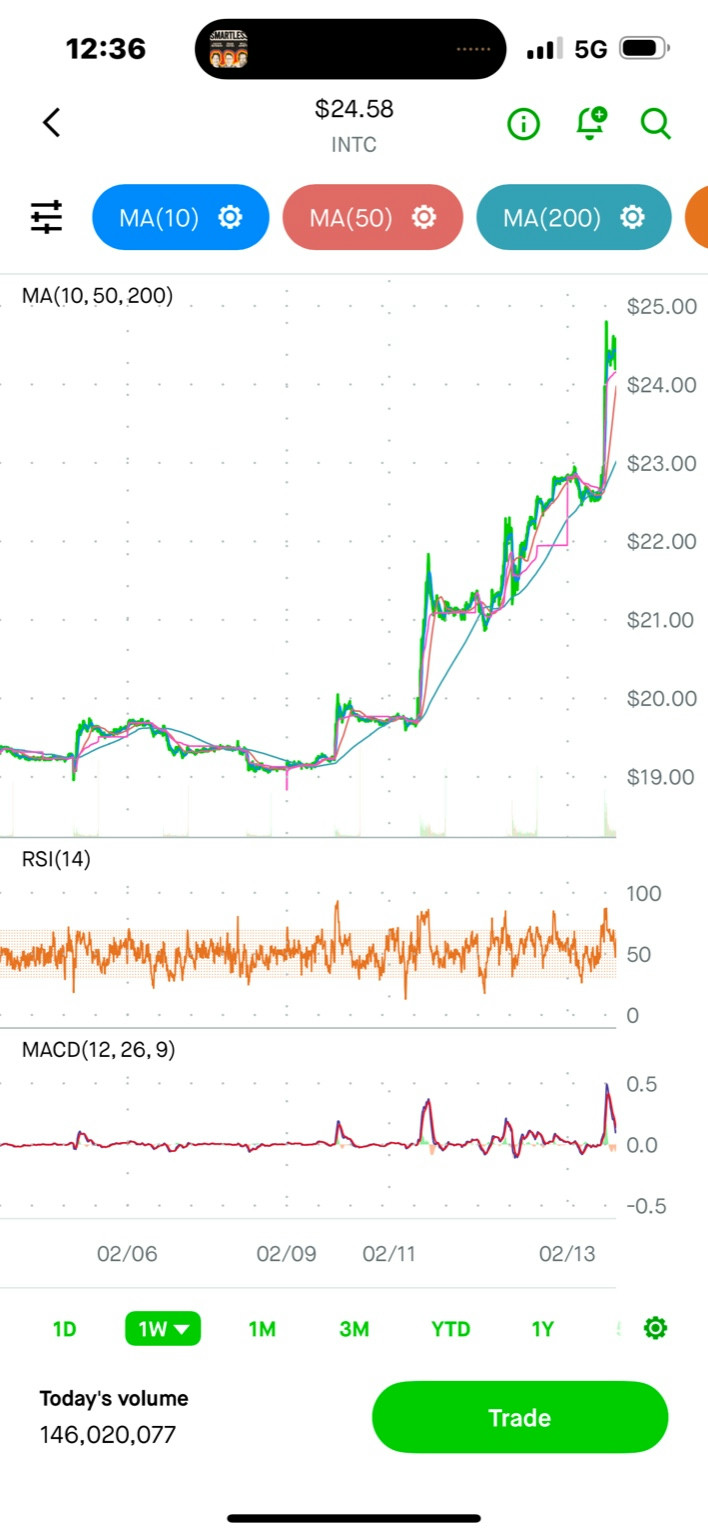 12:36
SMARTLESS
5G
$24.58
INTC
MA(10)
MA(50)
MA(200)
MA(10, 50, 200)
$25.00
$24.00
$23.00
$22.00
$21.00
$20.00
$19.00
RSI(14)
100
50
0
MACD(12, 26, 9)
0.5
0.0
-0.5
02/06 02/09 02/11 02/13
1D 1W 1M 3M YTD 1Y
Today's volume
146,020,077
Trade